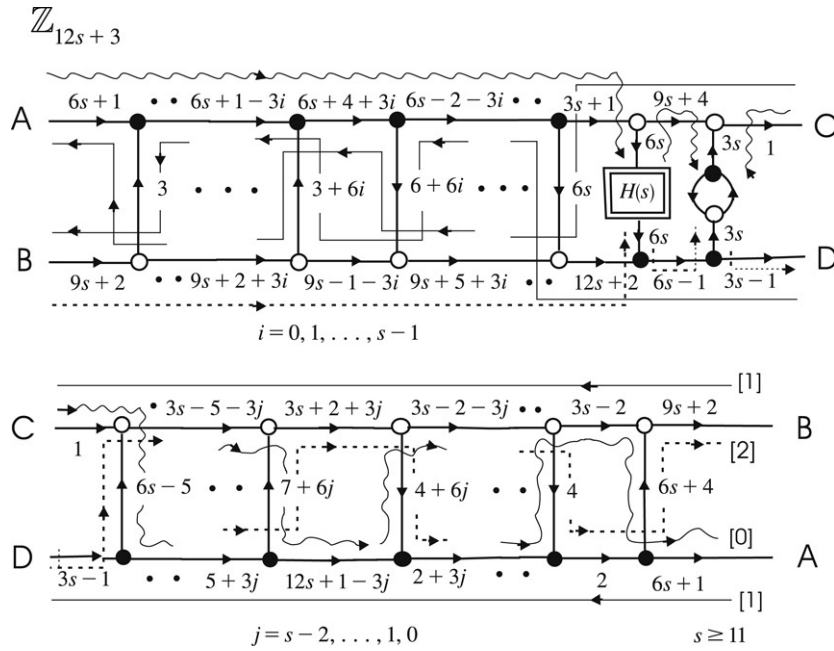 ℤ₁₂ₛ₊₃
6s+1 · · 6s+1−3i 6s+4+3i 6s−2−3i · · 3s+1 9s+4
A C
6s 3s 1
3 · · · 3+6i 6+6i · · · 6s H(s)
6s 3s
B D
9s+2 · · 9s+2+3i 9s−1−3i 9s+5+3i · · 12s+2 6s−1 3s−1
i = 0, 1, . . . , s−1
[1]
· 3s−5−3j 3s+2+3j 3s−2−3j · · 3s−2 9s+2
C B
1 [2]
6s−5 · · 7+6j 4+6j · · 4 6s+4
[0]
D A
3s−1 · · 5+3j 12s+1−3j 2+3j · · 2 6s+1
[1]
j = s−2, . . . , 1, 0 s ≥ 11